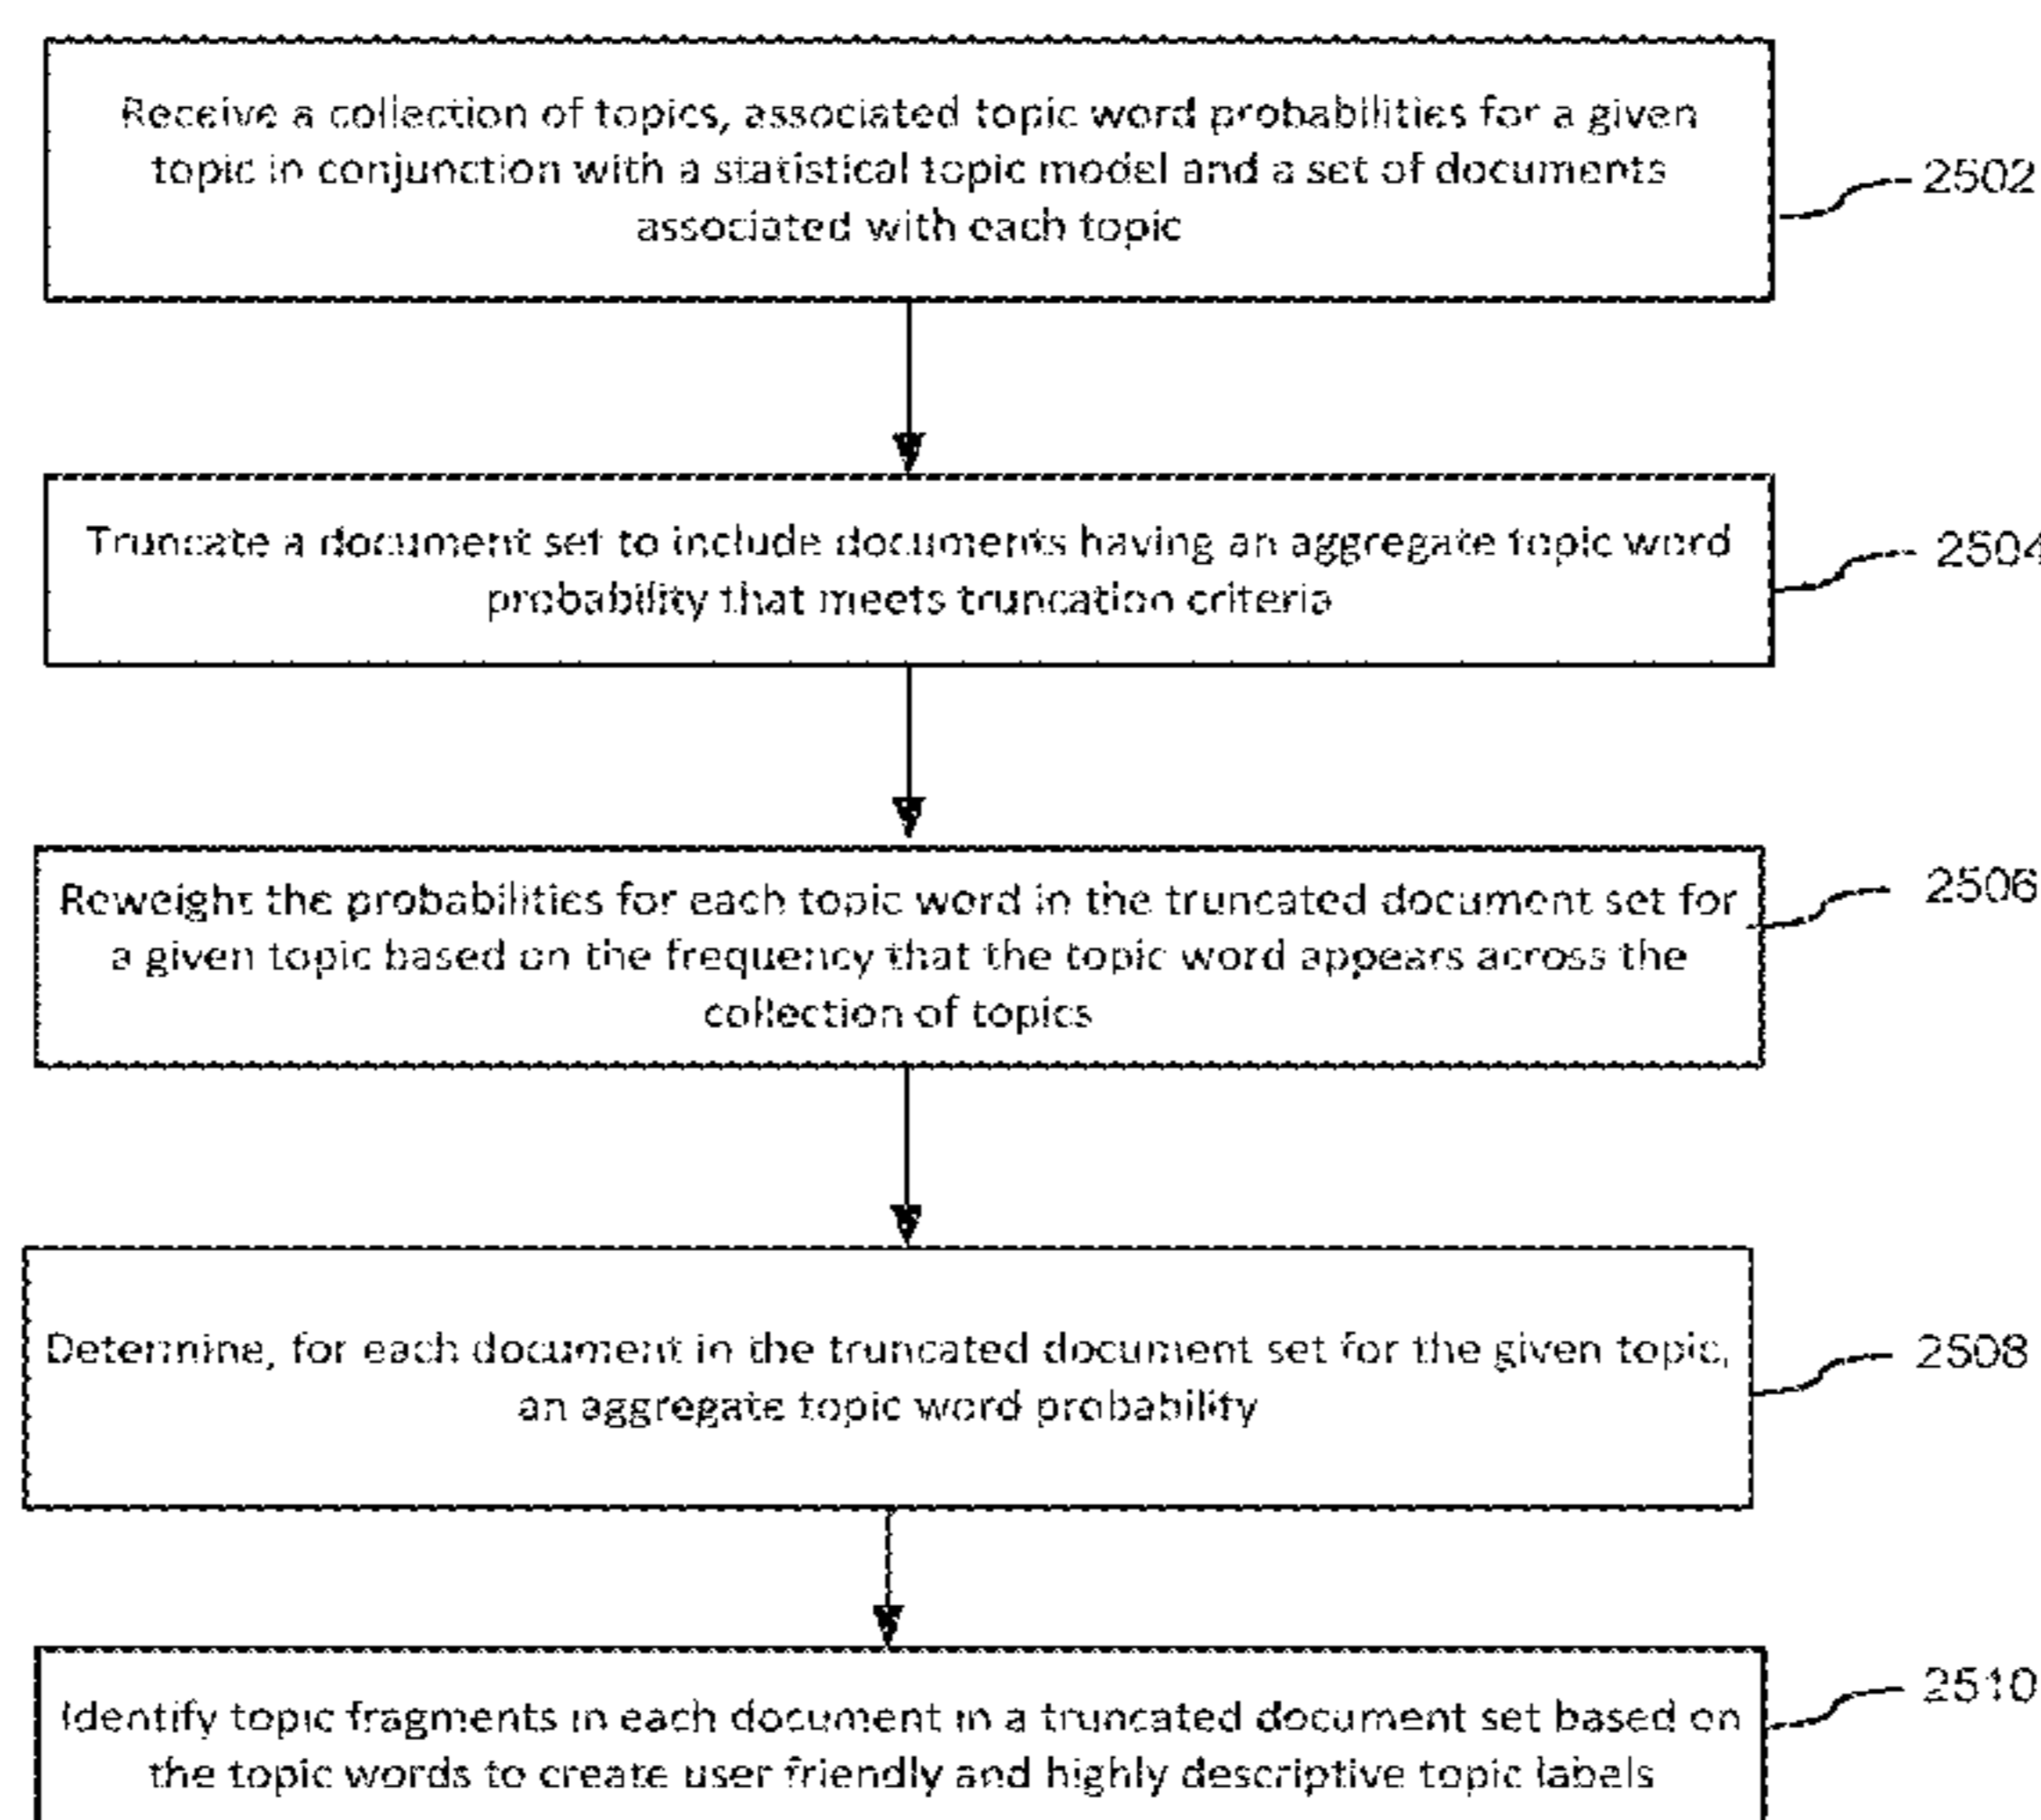 Receive a collection of topics, associated topic word probabilities for a given
topic in conjunction with a statistical topic model and a set of documents
associated with each topic
2502
Truncate a document set to include documents having an aggregate topic word
probability that meets truncation criteria
2504
Reweight the probabilities for each topic word in the truncated document set for
a given topic based on the frequency that the topic word appears across the
collection of topics
2506
Determine, for each document in the truncated document set for the given topic,
an aggregate topic word probability
2508
Identify topic fragments in each document in a truncated document set based on
the topic words to create user friendly and highly descriptive topic labels
2510